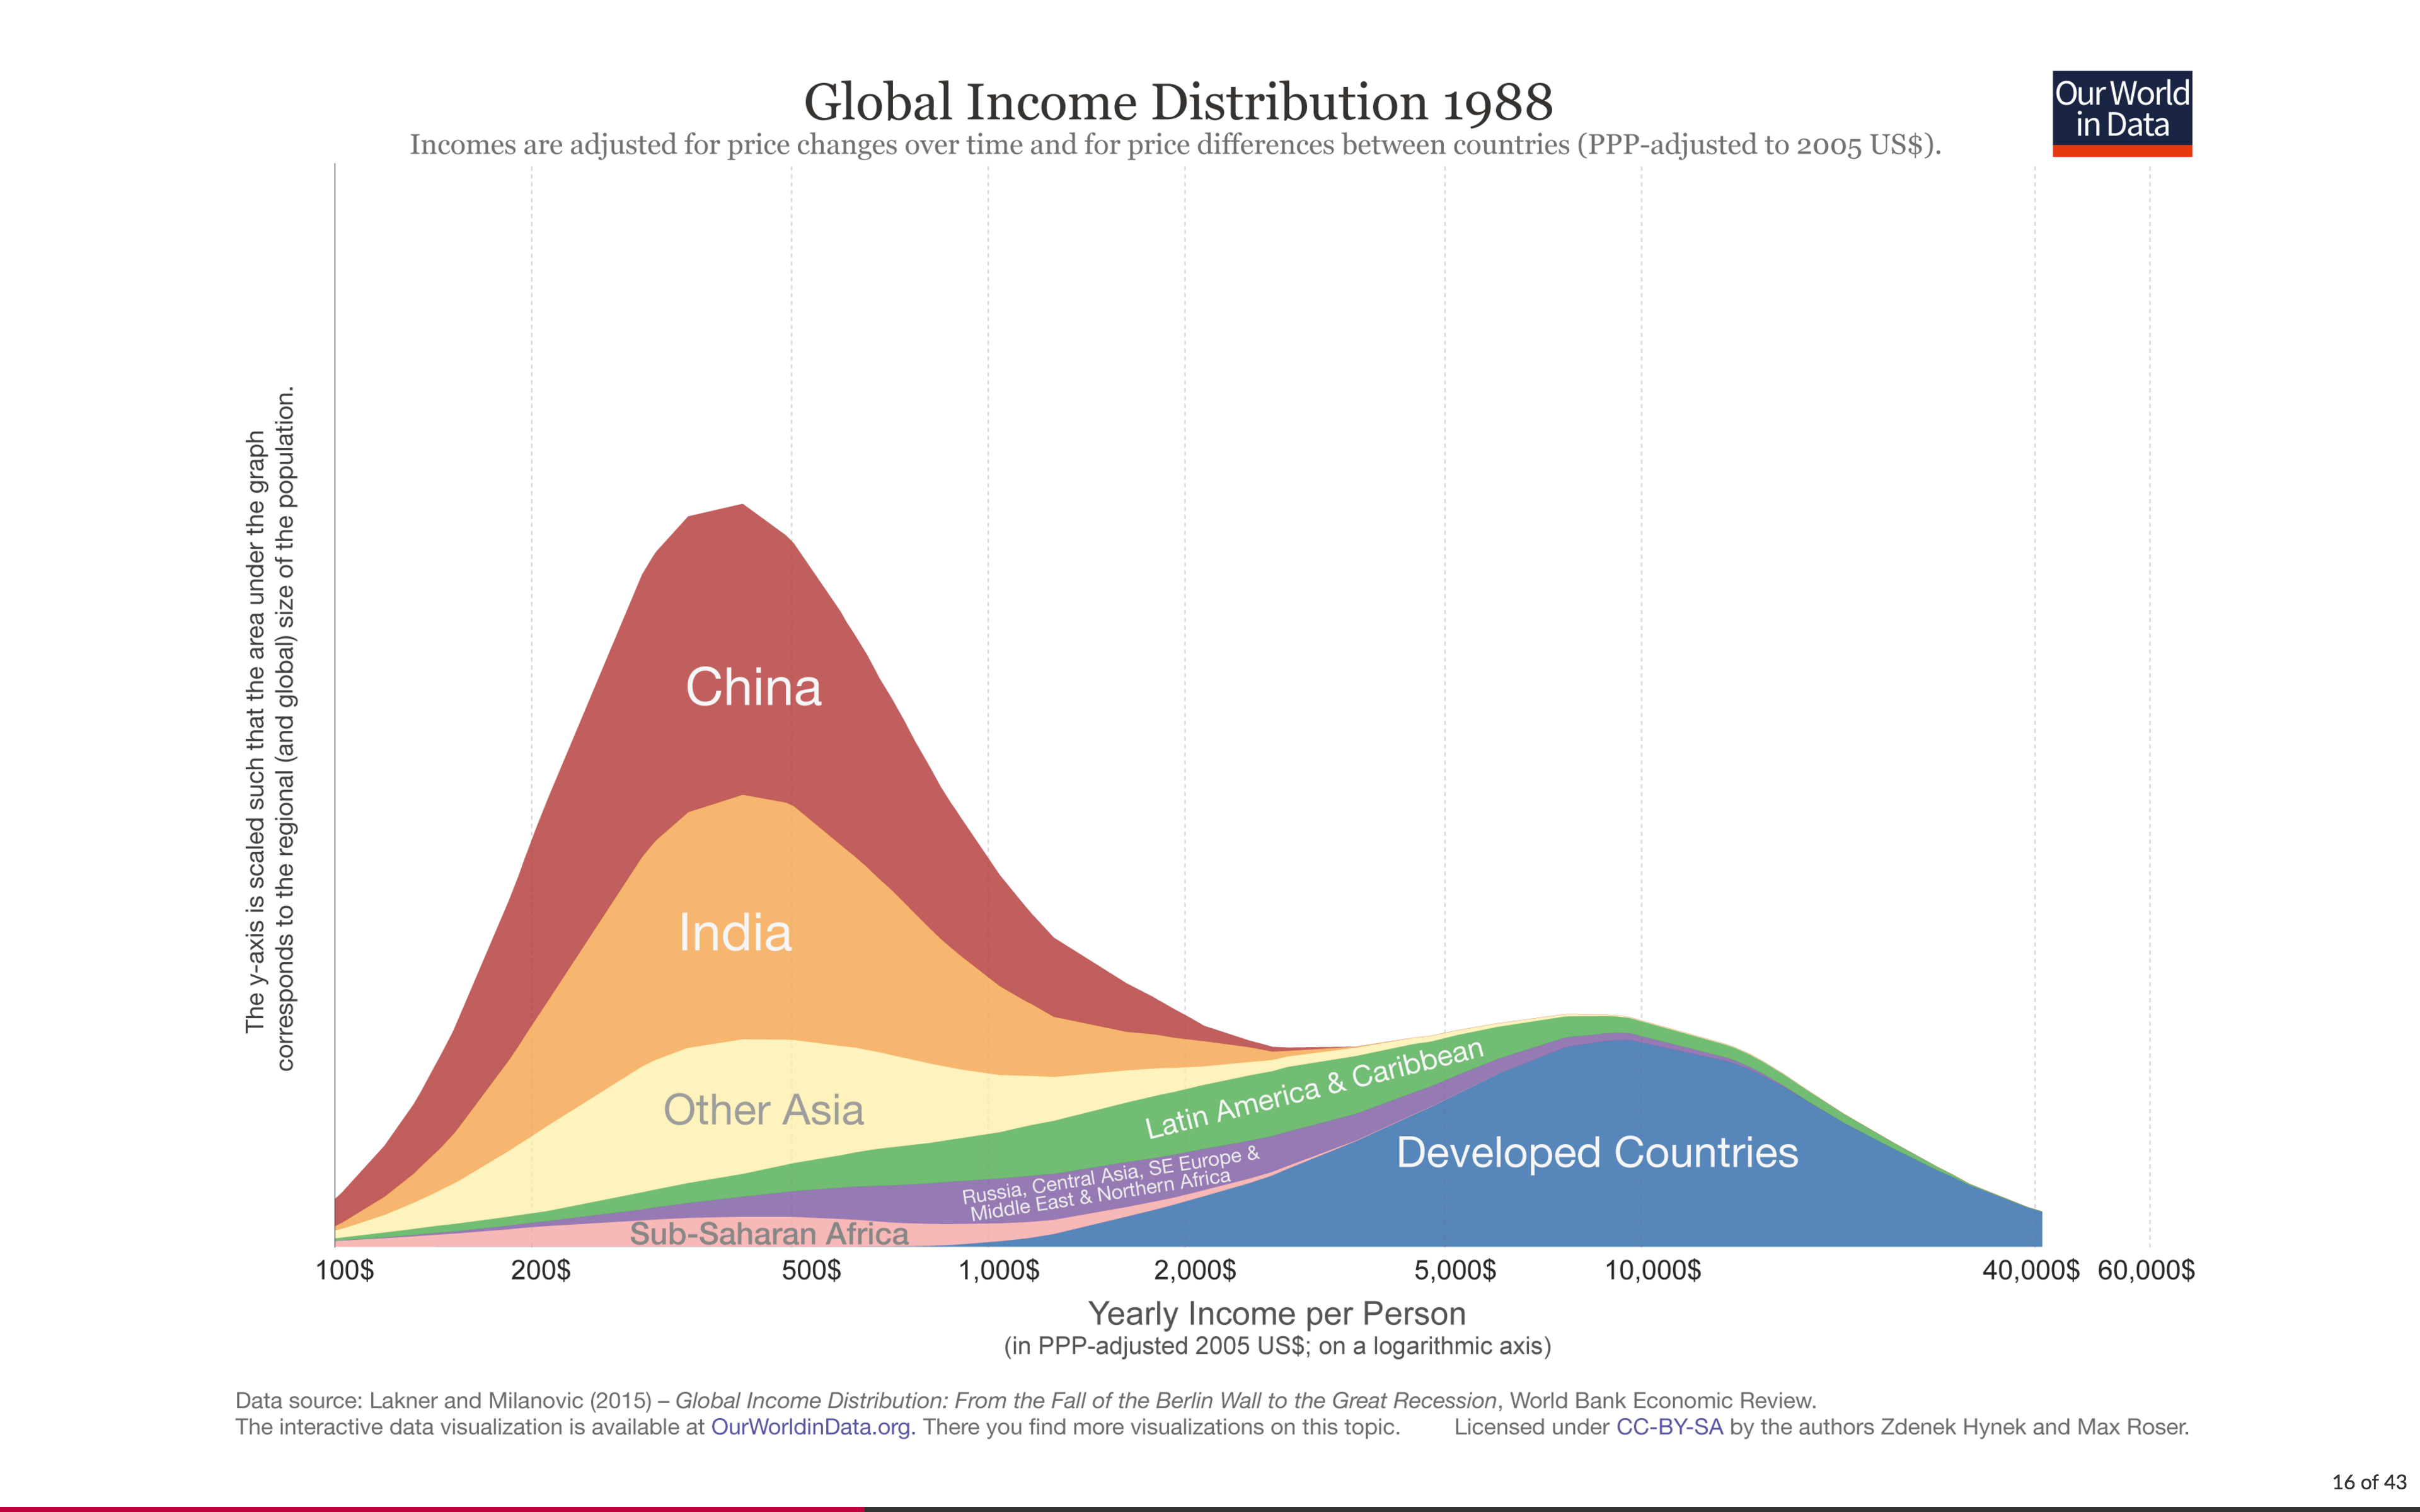 Global Income Distribution 1988
Incomes are adjusted for price changes over time and for price differences between countries (PPP-adjusted to 2005 US$).
Our World
in Data
The y-axis is scaled such that the area under the graph
corresponds to the regional (and global) size of the population.
China
India
Other Asia
Latin America & Caribbean
Russia, Central Asia, SE Europe &
Middle East & Northern Africa
Sub-Saharan Africa
Developed Countries
100$ 200$ 500$ 1,000$ 2,000$ 5,000$ 10,000$ 40,000$ 60,000$
Yearly Income per Person
(in PPP-adjusted 2005 US$; on a logarithmic axis)
Data source: Lakner and Milanovic (2015) – Global Income Distribution: From the Fall of the Berlin Wall to the Great Recession, World Bank Economic Review.
The interactive data visualization is available at OurWorldinData.org. There you find more visualizations on this topic. Licensed under CC-BY-SA by the authors Zdenek Hynek and Max Roser.
16 of 43